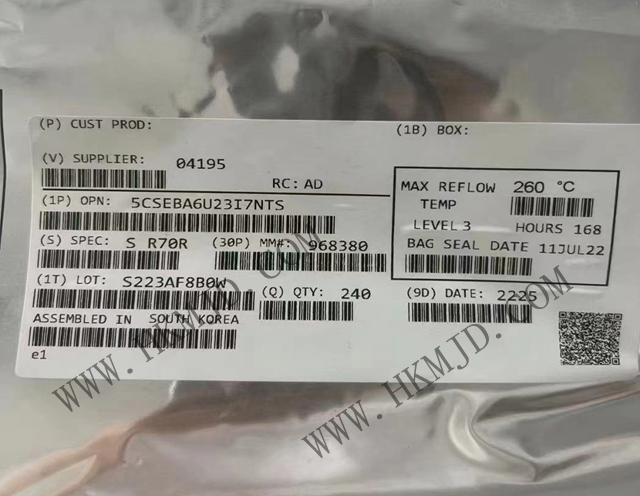 (P) CUST PROD:
(1B) BOX:
(V) SUPPLIER: 04195
RC: AD
(1P) OPN: 5CSEBA6U23I7NTS
(S) SPEC: S R70R
(30P) MM#: 968380
(1T) LOT: S223AF8B0W
(Q) QTY: 240
(9D) DATE: 2225
ASSEMBLED IN SOUTH KOREA
e1
MAX REFLOW TEMP 260 °C
LEVEL 3 HOURS 168
BAG SEAL DATE 11JUL22
WWW.HKMJD.COM
WWW.HKMJD.COM